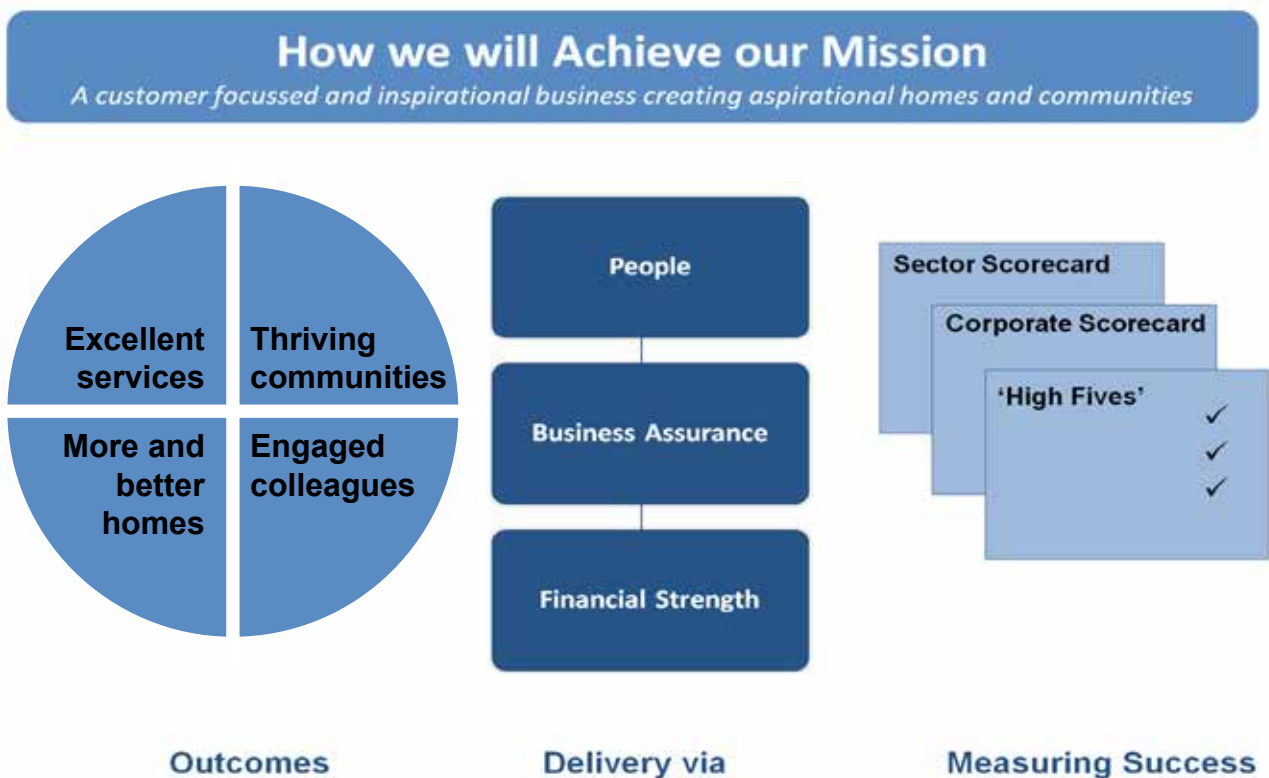 How we will Achieve our Mission
A customer focussed and inspirational business creating aspirational homes and communities
Excellent
services
Thriving
communities
More and
better
homes
Engaged
colleagues
Outcomes
People
Business Assurance
Financial Strength
Delivery via
Sector Scorecard
Corporate Scorecard
‘High Fives’
✓
✓
✓
Measuring Success